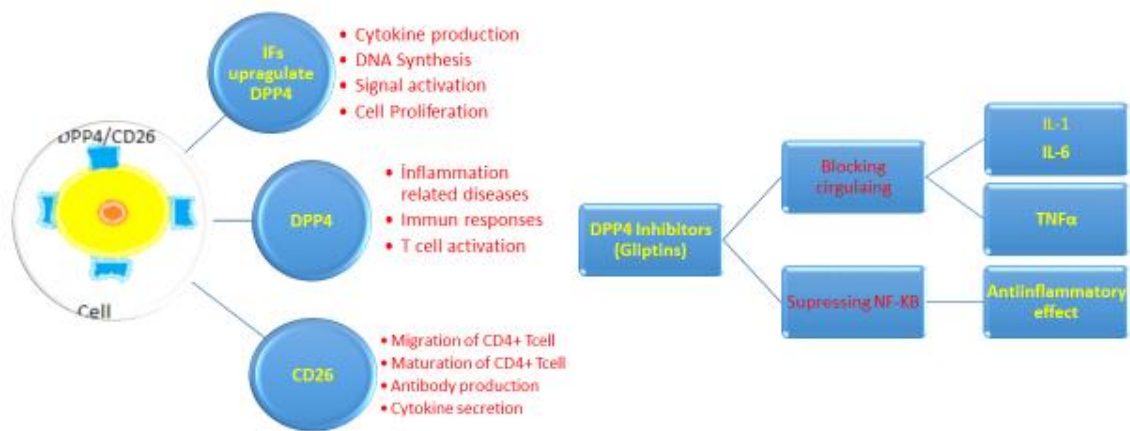 IFs
upragulate
DPP4
• Cytokine production
• DNA Synthesis
• Signal activation
• Cell Proliferation
DPP4/CD26
Cell
DPP4
• İnflammation
related diseases
• Immun responses
• T cell activation
CD26
• Migration of CD4+ Tcell
• Maturation of CD4+ Tcell
• Antibody production
• Cytokine secretion
DPP4 Inhibitors
(Gliptins)
Blocking
cirgulaing
IL-1
IL-6
TNFα
Supressing NF-KB
Antiinflammatory
effect